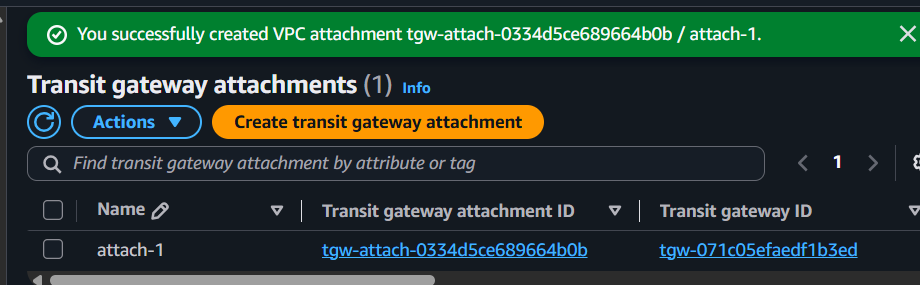 You successfully created VPC attachment tgw-attach-0334d5ce689664b0b / attach-1.
Transit gateway attachments (1) Info
Actions Create transit gateway attachment
Find transit gateway attachment by attribute or tag 1
Name Transit gateway attachment ID Transit gateway ID
attach-1 tgw-attach-0334d5ce689664b0b tgw-071c05efaedf1b3ed